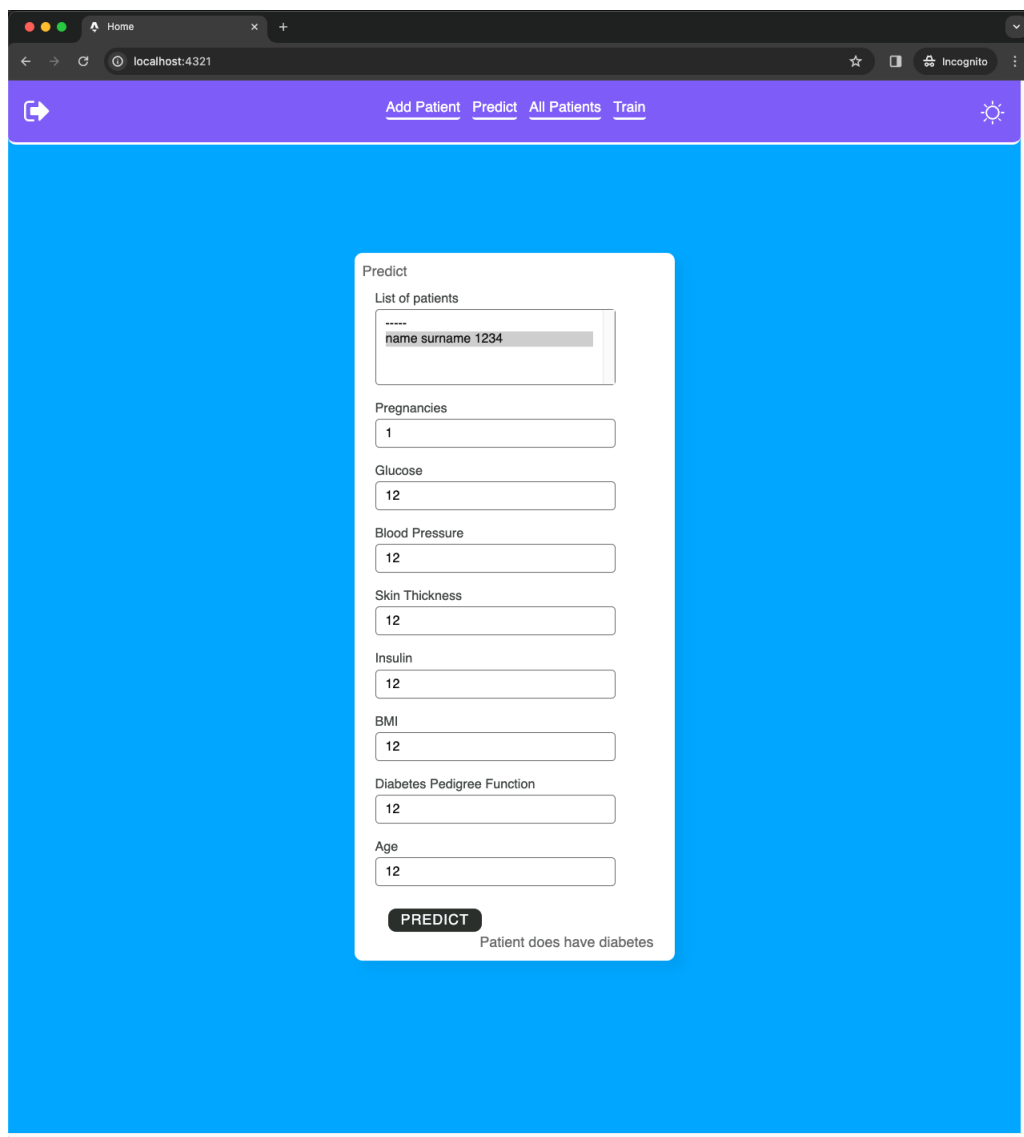 Home
localhost:4321
Incognito
Add Patient Predict All Patients Train
Predict
List of patients
-----
name surname 1234
Pregnancies
1
Glucose
12
Blood Pressure
12
Skin Thickness
12
Insulin
12
BMI
12
Diabetes Pedigree Function
12
Age
12
PREDICT
Patient does have diabetes